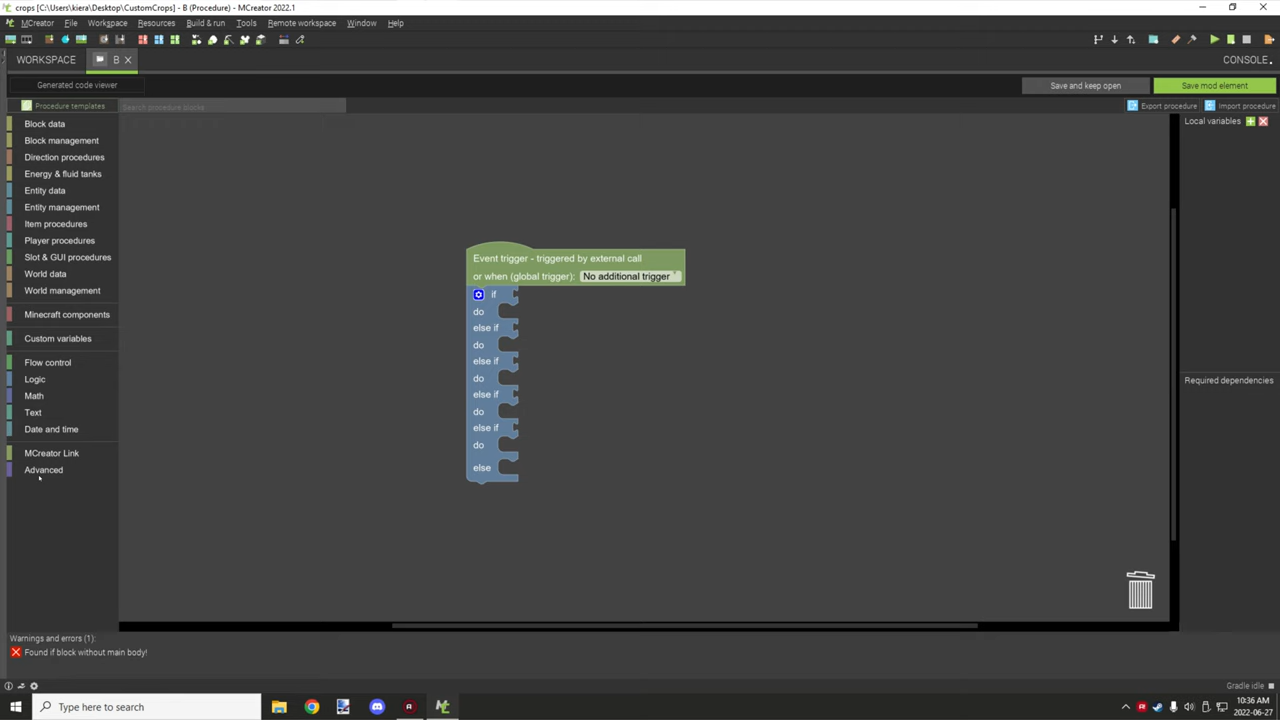 crops [C:\Users\kiera\Desktop\CustomCrops] - B (Procedure) - MCreator 2022.1
MCreator File Workspace Resources Build & run Tools Remote workspace Window Help
WORKSPACE B CONSOLE
Generated code viewer Save and keep open Save mod element
Procedure templates Search procedure blocks Export procedure Import procedure
Local variables
Block data
Block management
Direction procedures
Energy & fluid tanks
Entity data
Entity management
Item procedures
Player procedures
Slot & GUI procedures
World data
World management
Minecraft components
Custom variables
Flow control
Logic
Math
Text
Date and time
MCreator Link
Advanced
Event trigger - triggered by external call
or when (global trigger): No additional trigger
if
do
else if
do
else if
do
else if
do
else if
do
else
Required dependencies
Warnings and errors (1):
Found if block without main body!
Gradle idle
Type here to search
10:36 AM
2022-06-27